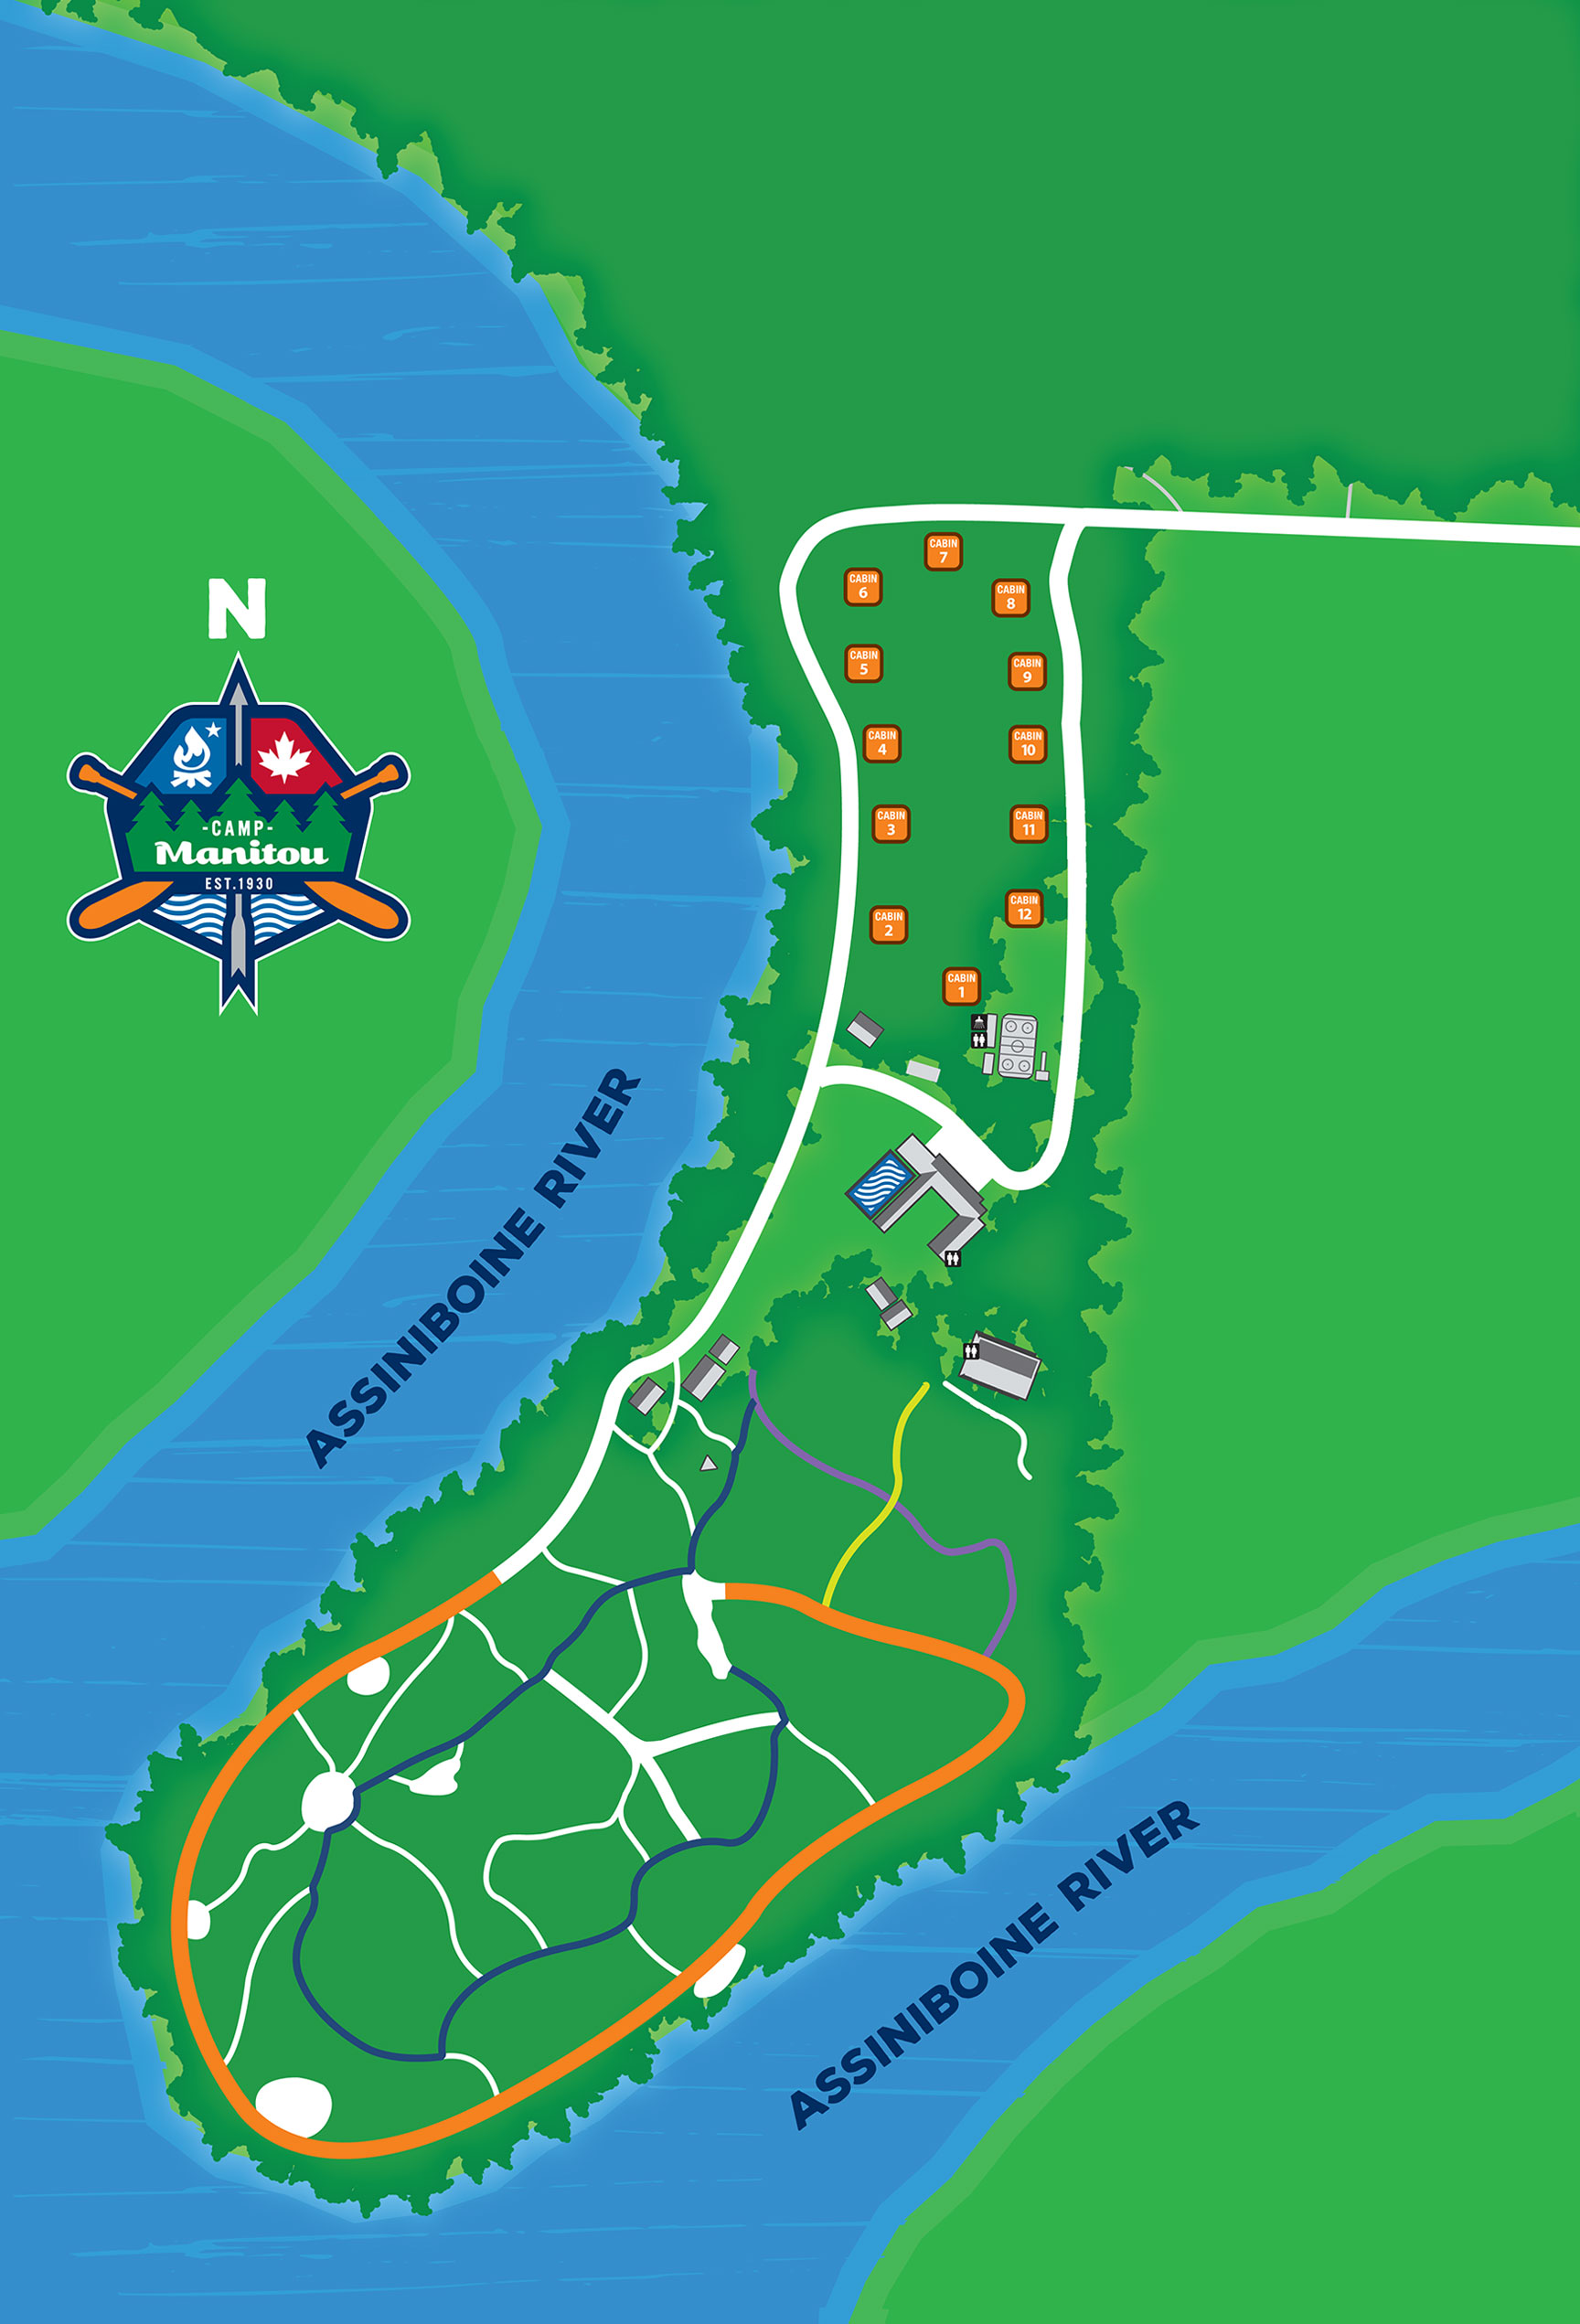 CABIN
7
CABIN
6
CABIN
8
N
CABIN
5
CABIN
9
CABIN
4
CABIN
10
-CAMP-
Manitou
EST.1930
CABIN
3
CABIN
11
CABIN
2
CABIN
12
CABIN
1
ASSINIBOINE RIVER
ASSINIBOINE RIVER